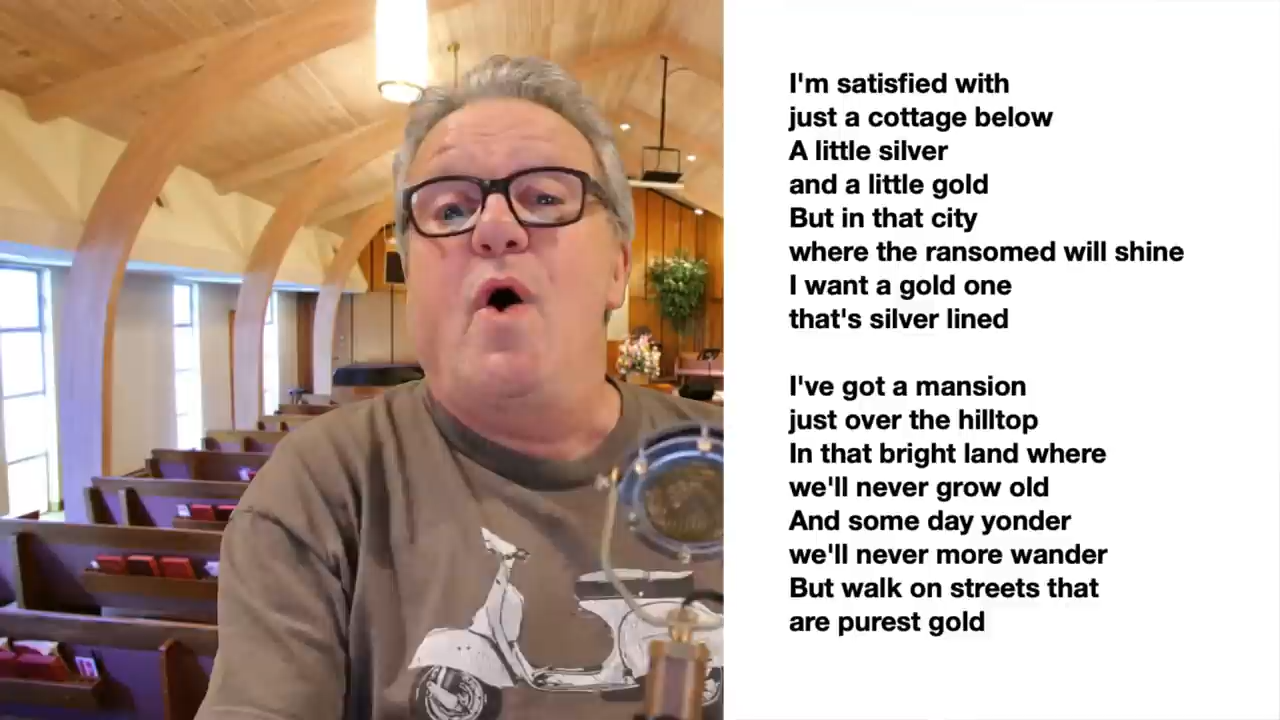 I'm satisfied with
just a cottage below
A little silver
and a little gold
But in that city
where the ransomed will shine
I want a gold one
that's silver lined
I've got a mansion
just over the hilltop
In that bright land where
we'll never grow old
And some day yonder
we'll never more wander
But walk on streets that
are purest gold